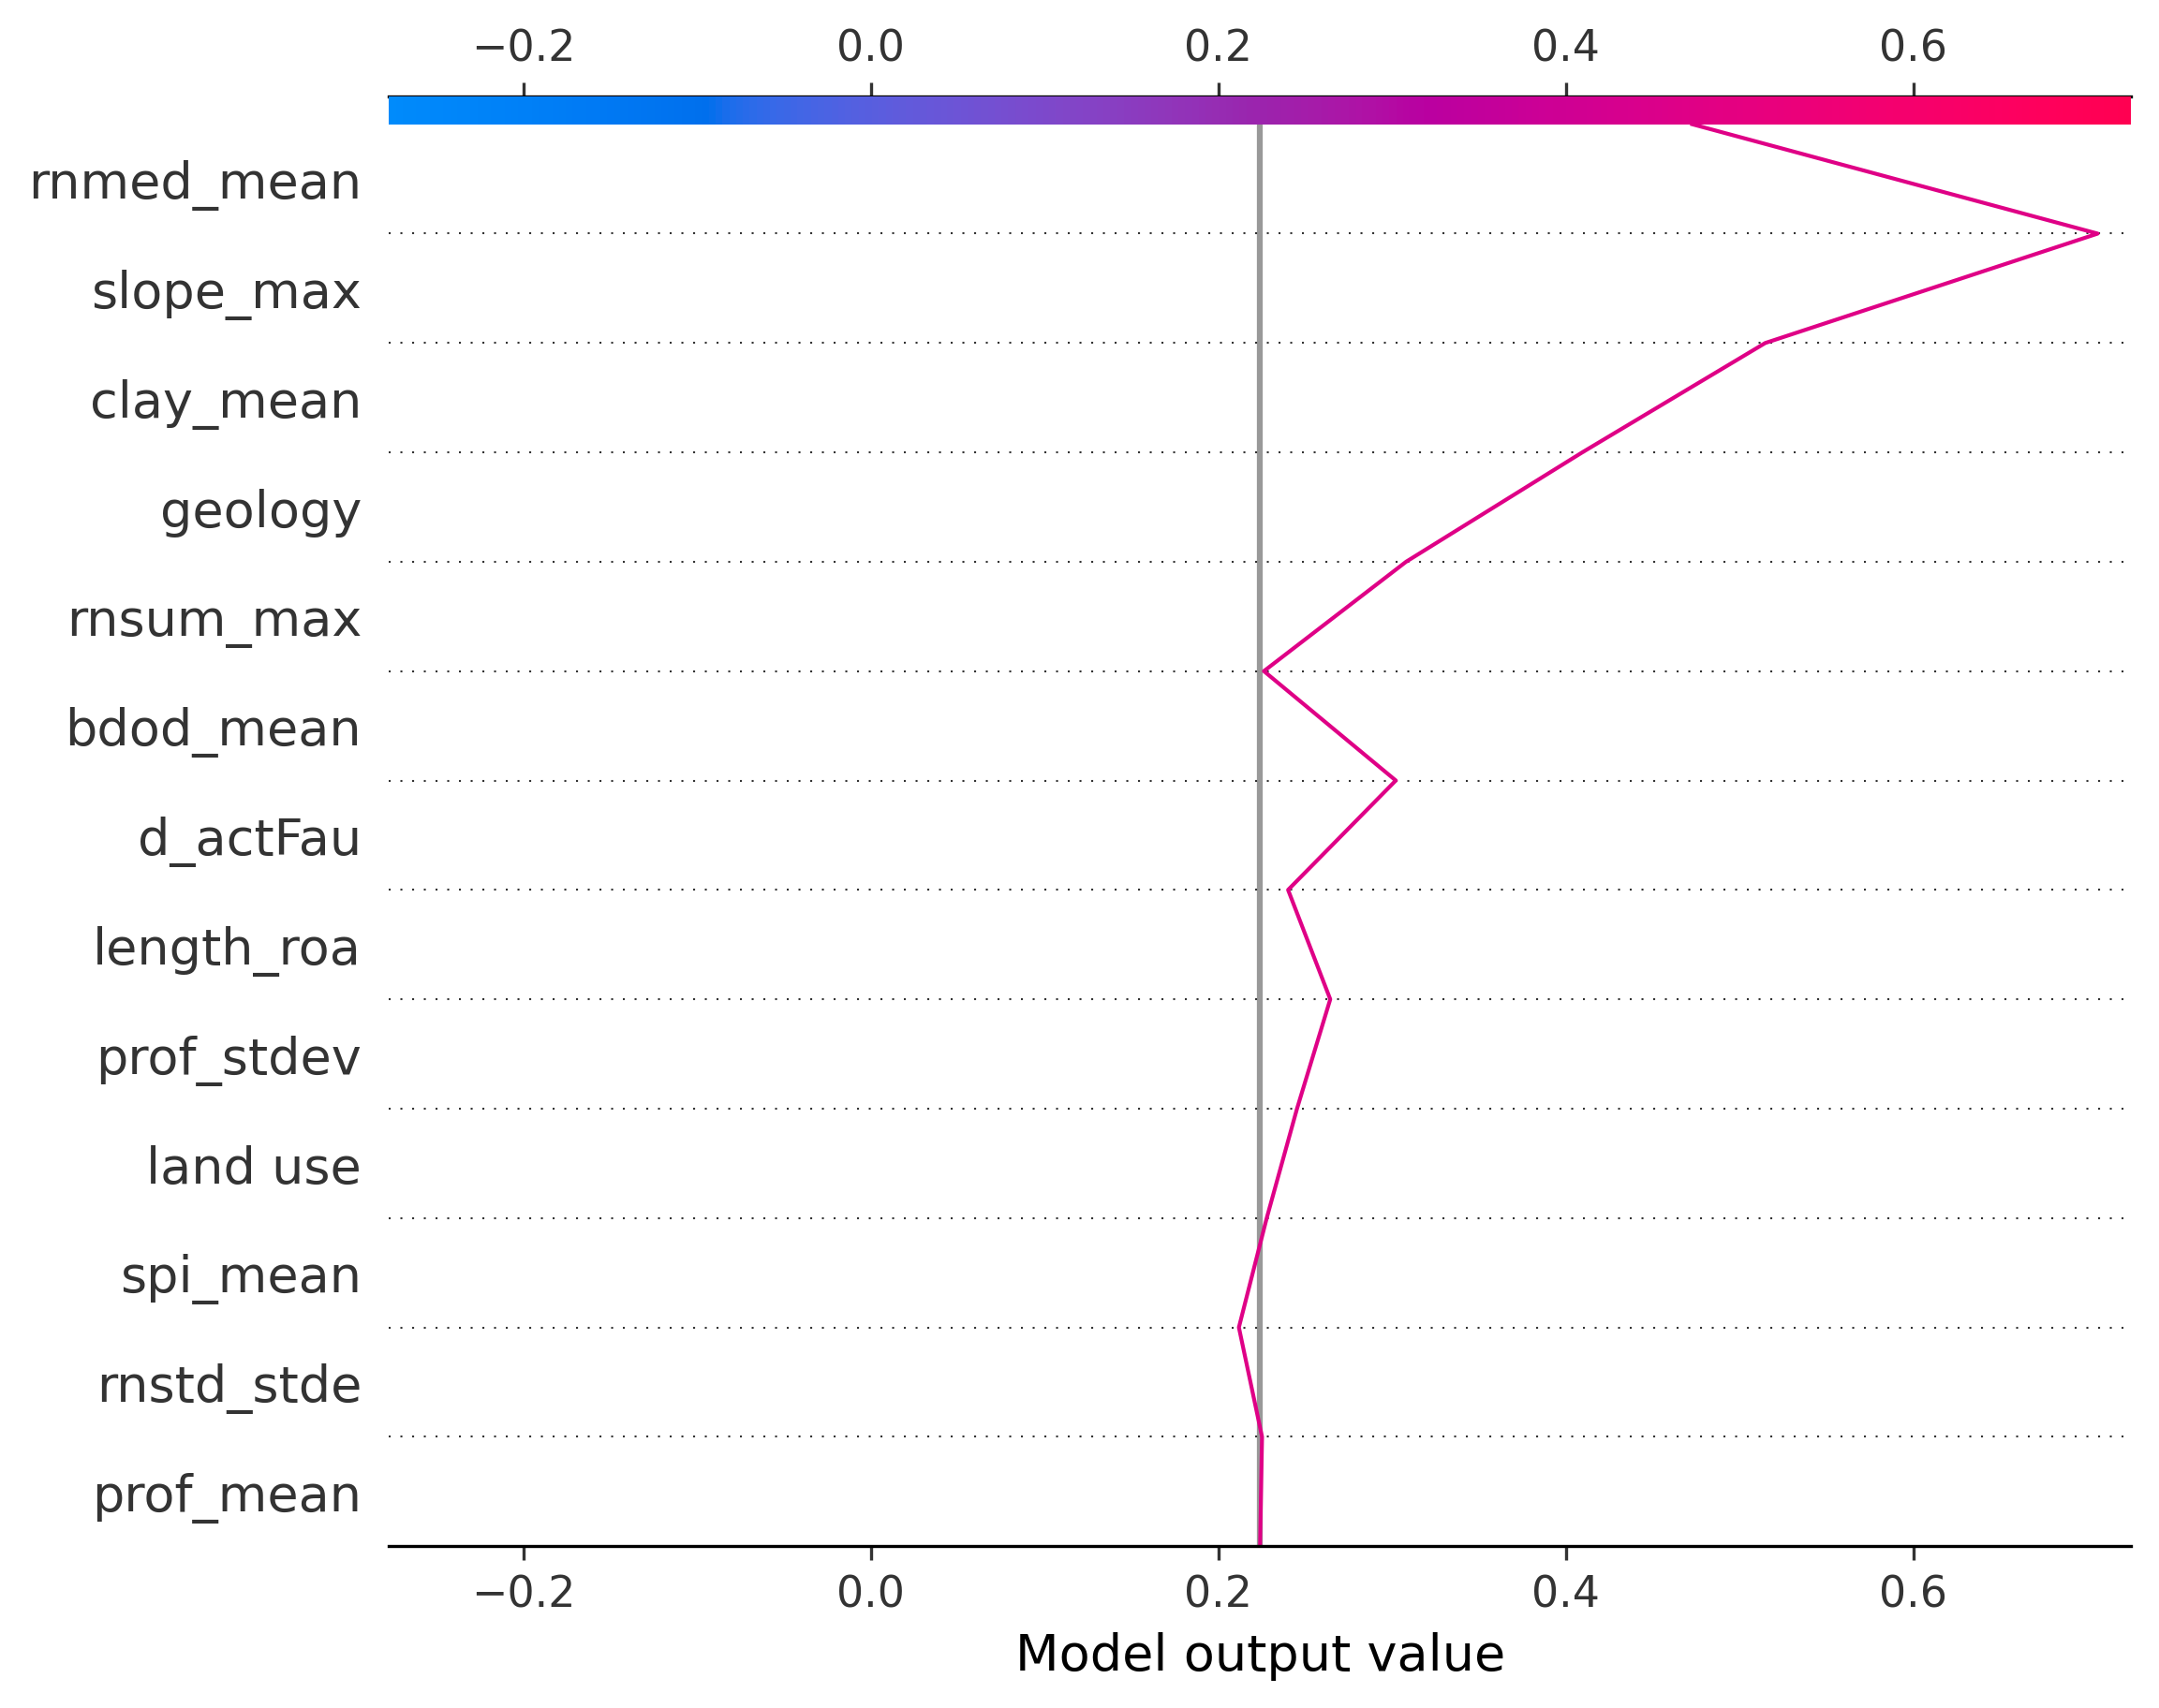 −0.2 0.0 0.2 0.4 0.6
rnmed_mean
slope_max
clay_mean
geology
rnsum_max
bdod_mean
d_actFau
length_roa
prof_stdev
land use
spi_mean
rnstd_stde
prof_mean
−0.2 0.0 0.2 0.4 0.6
Model output value